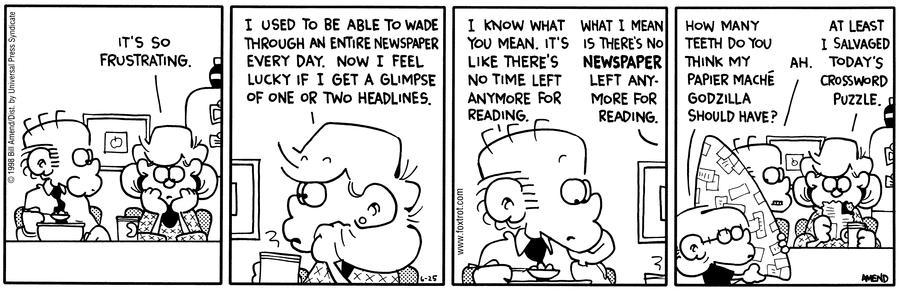 © 1998 Bill Amend/Dist. by Universal Press Syndicate
IT'S SO
FRUSTRATING.
I USED TO BE ABLE TO WADE
THROUGH AN ENTIRE NEWSPAPER
EVERY DAY. NOW I FEEL
LUCKY IF I GET A GLIMPSE
OF ONE OR TWO HEADLINES.
6-25
www.foxtrot.com
I KNOW WHAT
YOU MEAN. IT'S
LIKE THERE'S
NO TIME LEFT
ANYMORE FOR
READING.
WHAT I MEAN
IS THERE'S NO
NEWSPAPER
LEFT ANY-
MORE FOR
READING.
HOW MANY
TEETH DO YOU
THINK MY
PAPIER MACHÉ
GODZILLA
SHOULD HAVE?
AH.
AT LEAST
I SALVAGED
TODAY'S
CROSSWORD
PUZZLE.
AMEND